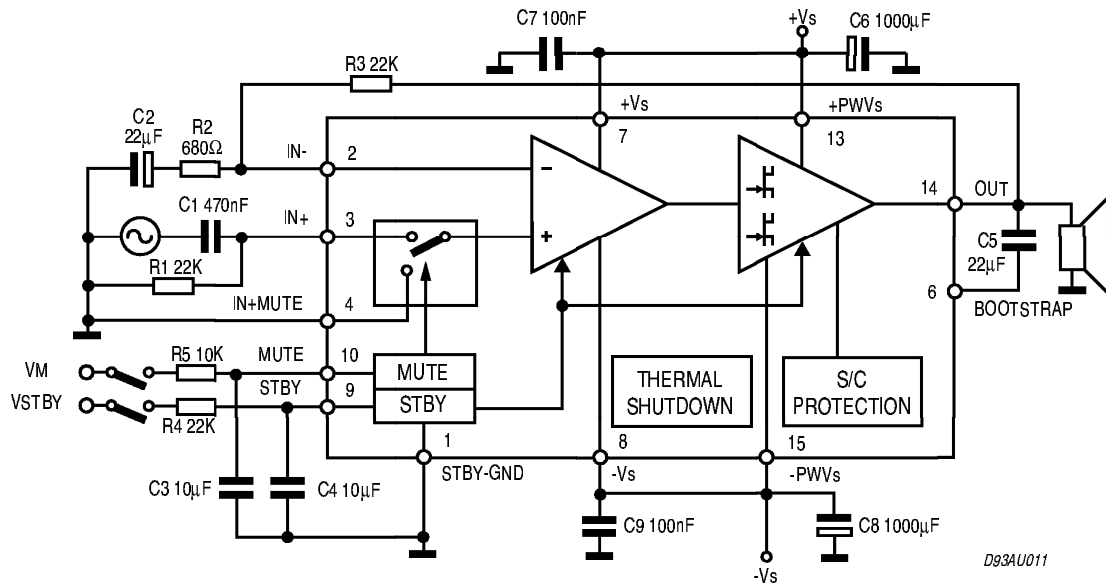 C7 100nF
+Vs
C6 1000µF
R3 22K
+Vs
+PWVs
C2
22µF
R2
680Ω
7
13
IN-
2
−
14
OUT
C1 470nF
IN+
3
+
C5
22µF
R1 22K
IN+MUTE
4
6
BOOTSTRAP
VM
R5 10K
MUTE
10
MUTE
THERMAL
SHUTDOWN
S/C
PROTECTION
VSTBY
STBY
9
STBY
R4 22K
1
8
15
STBY-GND
-Vs
-PWVs
C3 10µF
C4 10µF
C9 100nF
C8 1000µF
-Vs
D93AU011